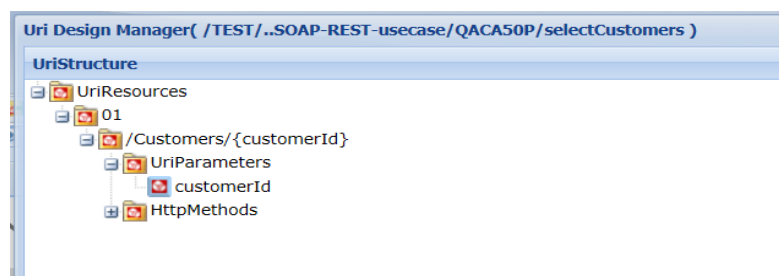 Uri Design Manager( /TEST/..SOAP-REST-usecase/QACA50P/selectCustomers )
UriStructure
UriResources
01
/Customers/{customerId}
UriParameters
customerId
HttpMethods